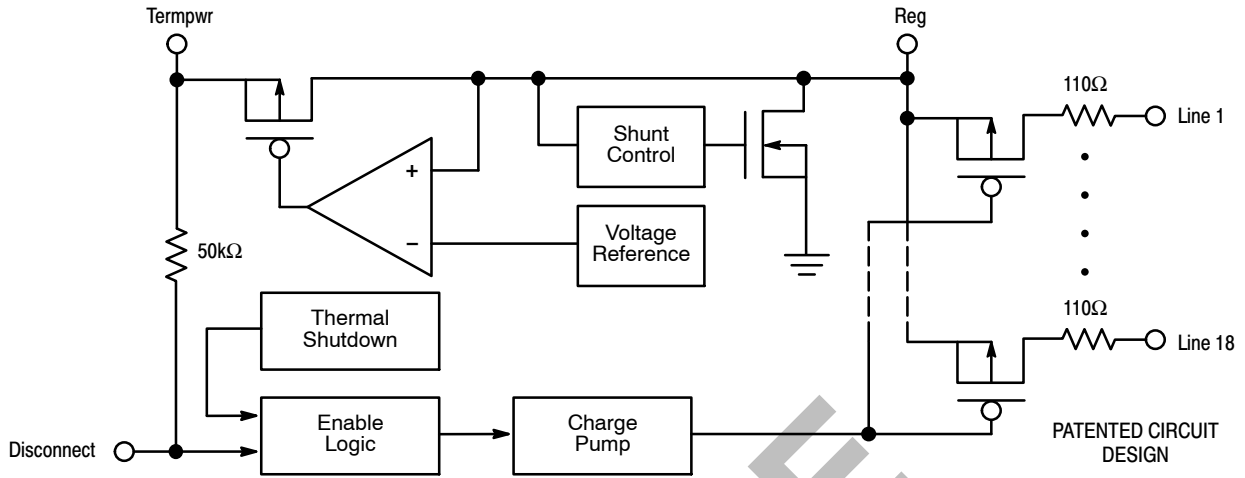 Termpwr
Reg
110Ω
Line 1
Shunt
Control
+
Voltage
Reference
−
50kΩ
Thermal
Shutdown
110Ω
Line 18
Enable
Logic
Charge
Pump
Disconnect
PATENTED CIRCUIT
DESIGN